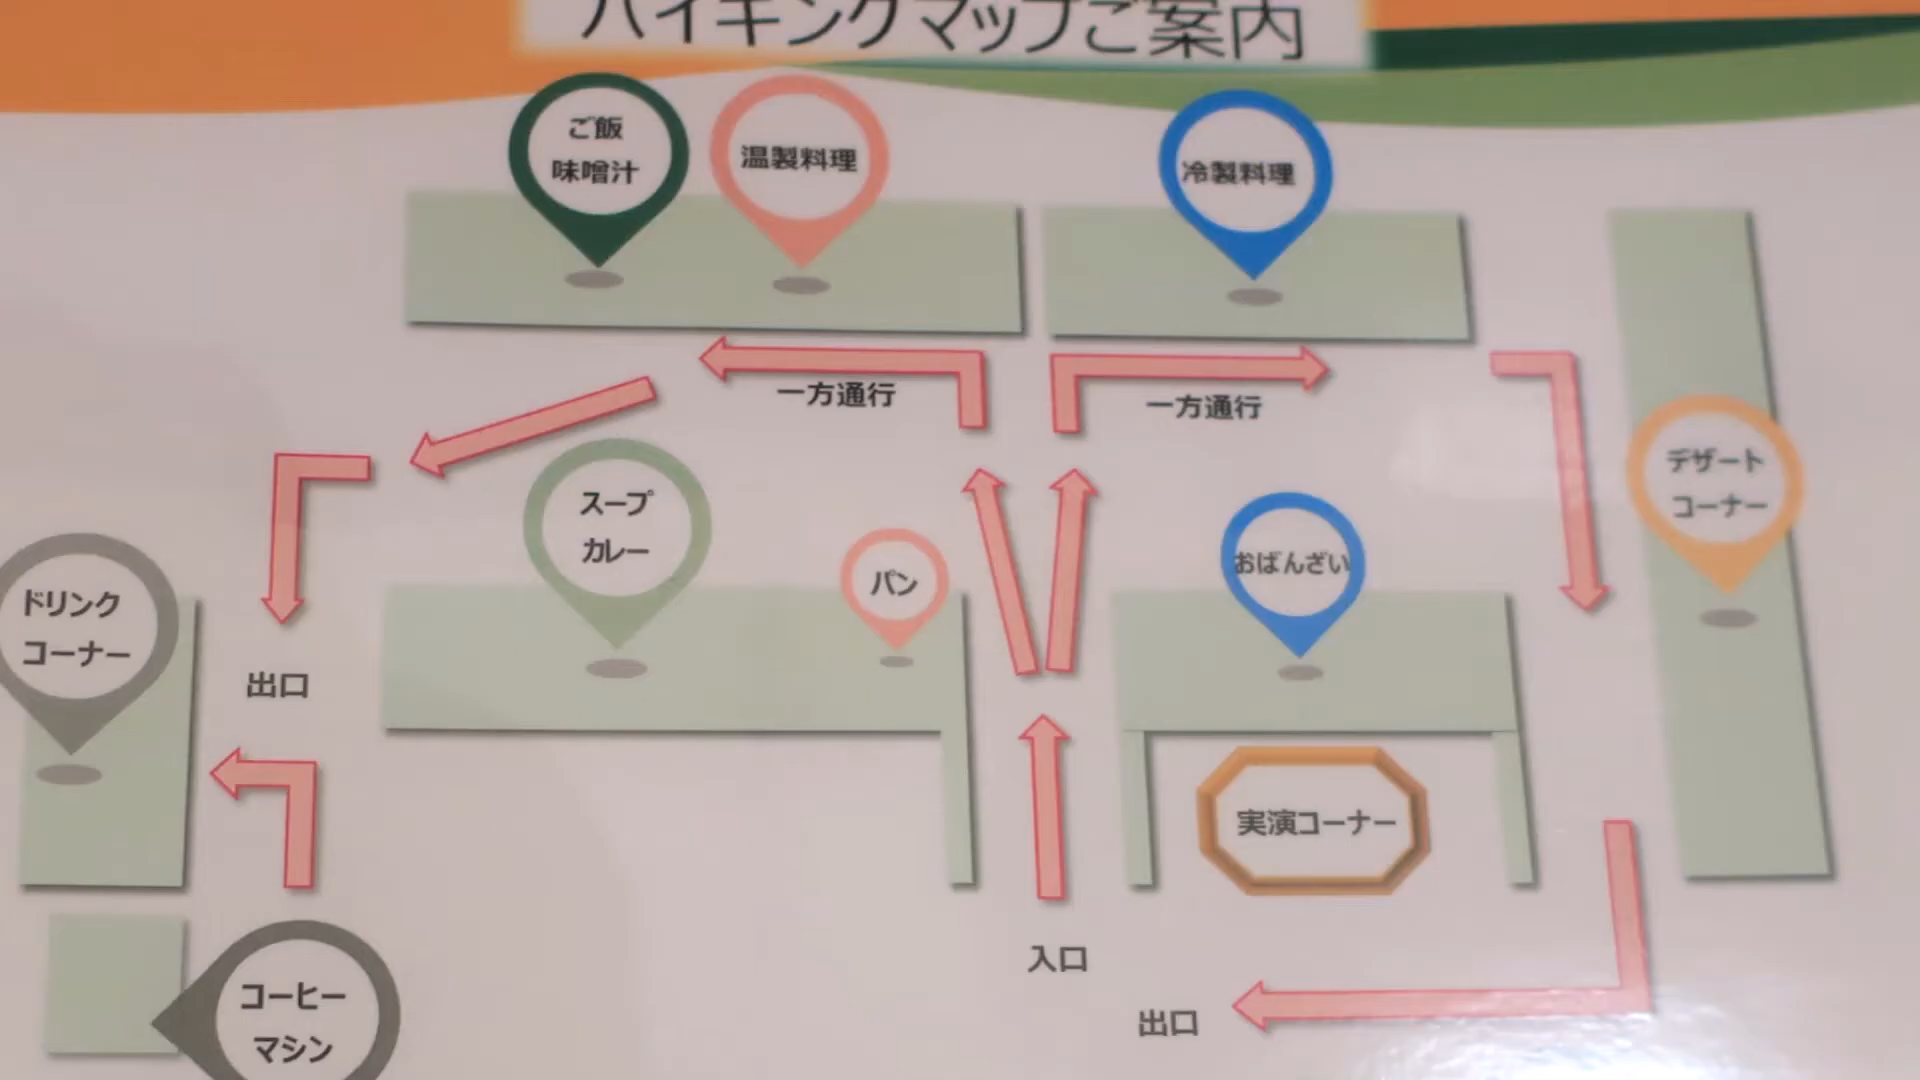 バイキングマップご案内
ご飯
味噌汁
温製料理
冷製料理
一方通行
一方通行
スープ
カレー
パン
おばんざい
デザート
コーナー
ドリンク
コーナー
出口
実演コーナー
入口
出口
コーヒー
マシン